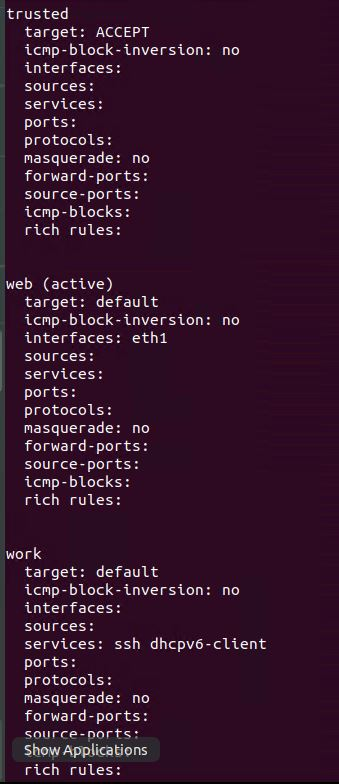 trusted
  target: ACCEPT
  icmp-block-inversion: no
  interfaces:
  sources:
  services:
  ports:
  protocols:
  masquerade: no
  forward-ports:
  source-ports:
  icmp-blocks:
  rich rules:
web (active)
  target: default
  icmp-block-inversion: no
  interfaces: eth1
  sources:
  services:
  ports:
  protocols:
  masquerade: no
  forward-ports:
  source-ports:
  icmp-blocks:
  rich rules:
work
  target: default
  icmp-block-inversion: no
  interfaces:
  sources:
  services: ssh dhcpv6-client
  ports:
  protocols:
  masquerade: no
  forward-ports:
  source-ports:
Show Applications
  rich rules: